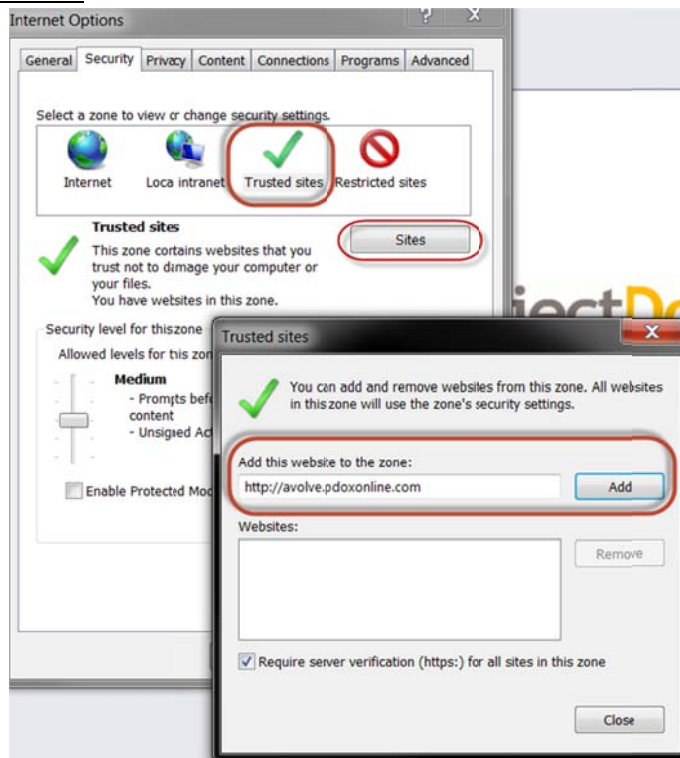 Internet Options
General Security Privacy Content Connections Programs Advanced
Select a zone to view or change security settings.
Internet
Loca intranet
Trusted sites
Restricted sites
Trusted sites
Sites
This zone contains websites that you
trust not to damage your computer or
your files.
You have websites in this zone.
Security level for this zone
Allowed levels for this zon
Medium
- Prompts bef
content
- Unsigned Ac
Enable Protected Mod
jectDo
Trusted sites
You can add and remove websites from this zone. All websites
in this zone will use the zone's security settings.
Add this website to the zone:
http://avolve.pdoxonline.com
Add
Websites:
Remove
Require server verification (https:) for all sites in this zone
Close